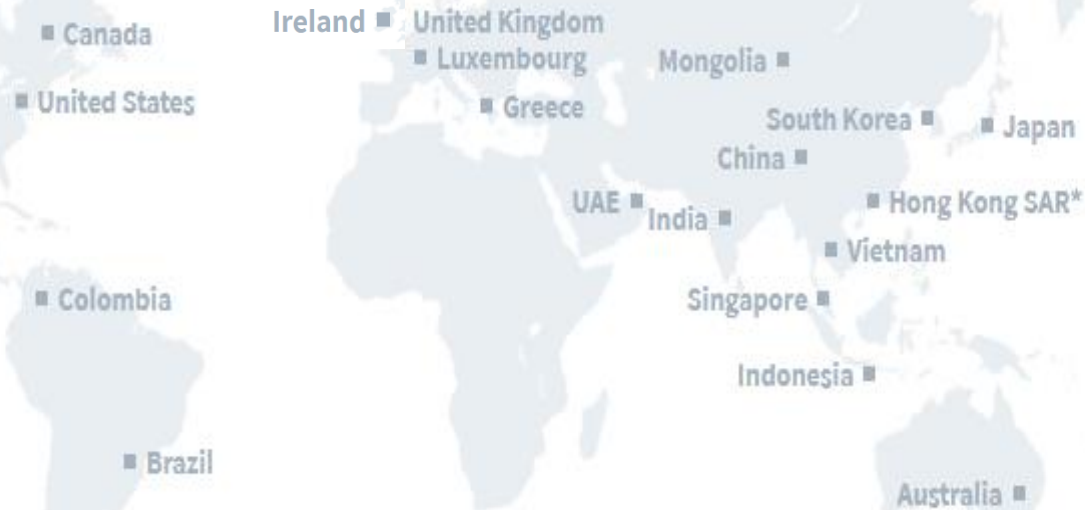 Ireland
United Kingdom
Canada
Luxembourg
Mongolia
United States
Greece
South Korea
Japan
China
UAE
India
Hong Kong SAR*
Vietnam
Colombia
Singapore
Indonesia
Brazil
Australia